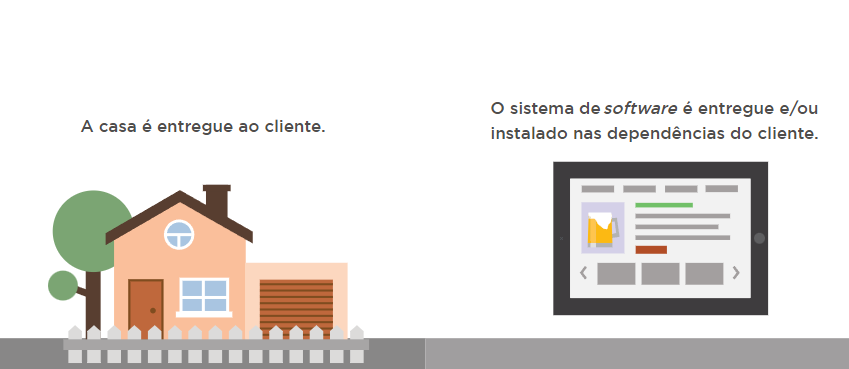 A casa é entregue ao cliente.
O sistema de software é entregue e/ou
instalado nas dependências do cliente.